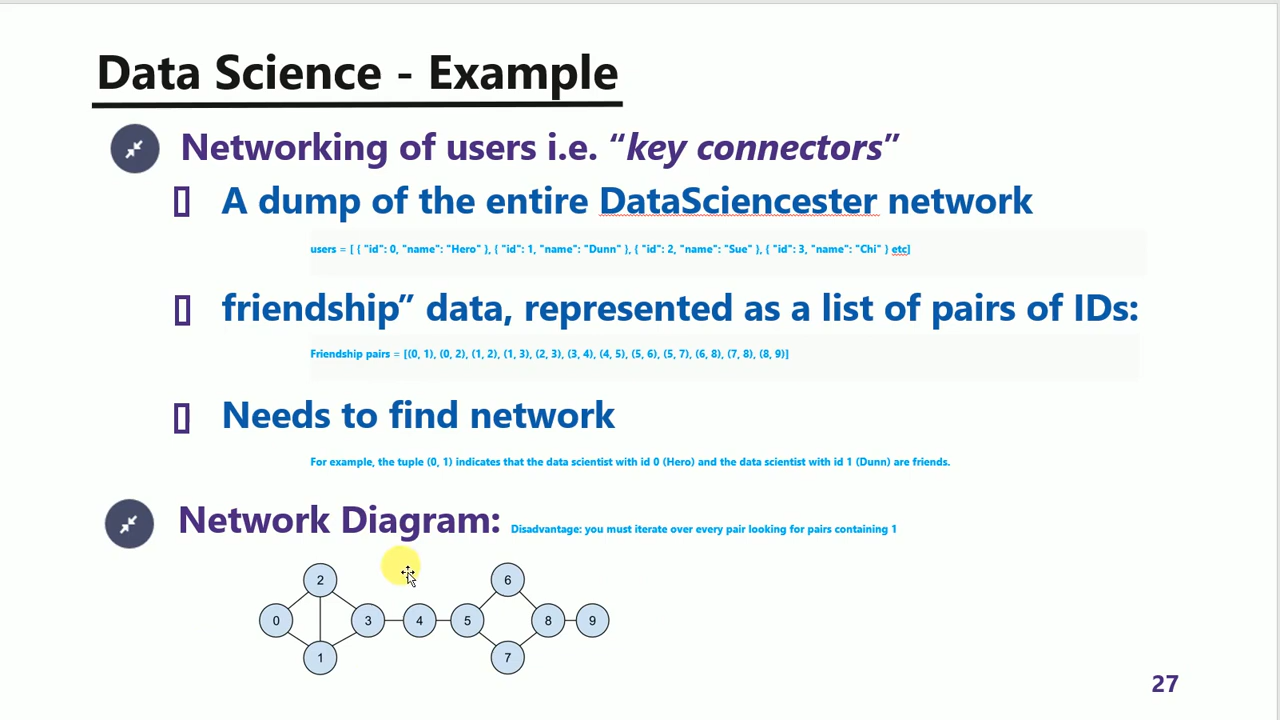 Data Science - Example
Networking of users i.e. “key connectors”
A dump of the entire DataSciencester network
users = [ { "id": 0, "name": "Hero" }, { "id": 1, "name": "Dunn" }, { "id": 2, "name": "Sue" }, { "id": 3, "name": "Chi" } etc]
friendship” data, represented as a list of pairs of IDs:
Friendship pairs = [(0, 1), (0, 2), (1, 2), (1, 3), (2, 3), (3, 4), (4, 5), (5, 6), (5, 7), (6, 8), (7, 8), (8, 9)]
Needs to find network
For example, the tuple (0, 1) indicates that the data scientist with id 0 (Hero) and the data scientist with id 1 (Dunn) are friends.
Network Diagram: Disadvantage: you must iterate over every pair looking for pairs containing 1
2 6
0 3 4 5 8 9
1 7
27